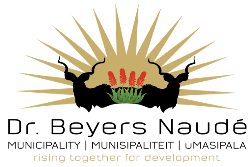 Dr. Beyers Naudé
MUNICIPALITY | MUNISIPALITEIT | uMASIPALA
rising together for development